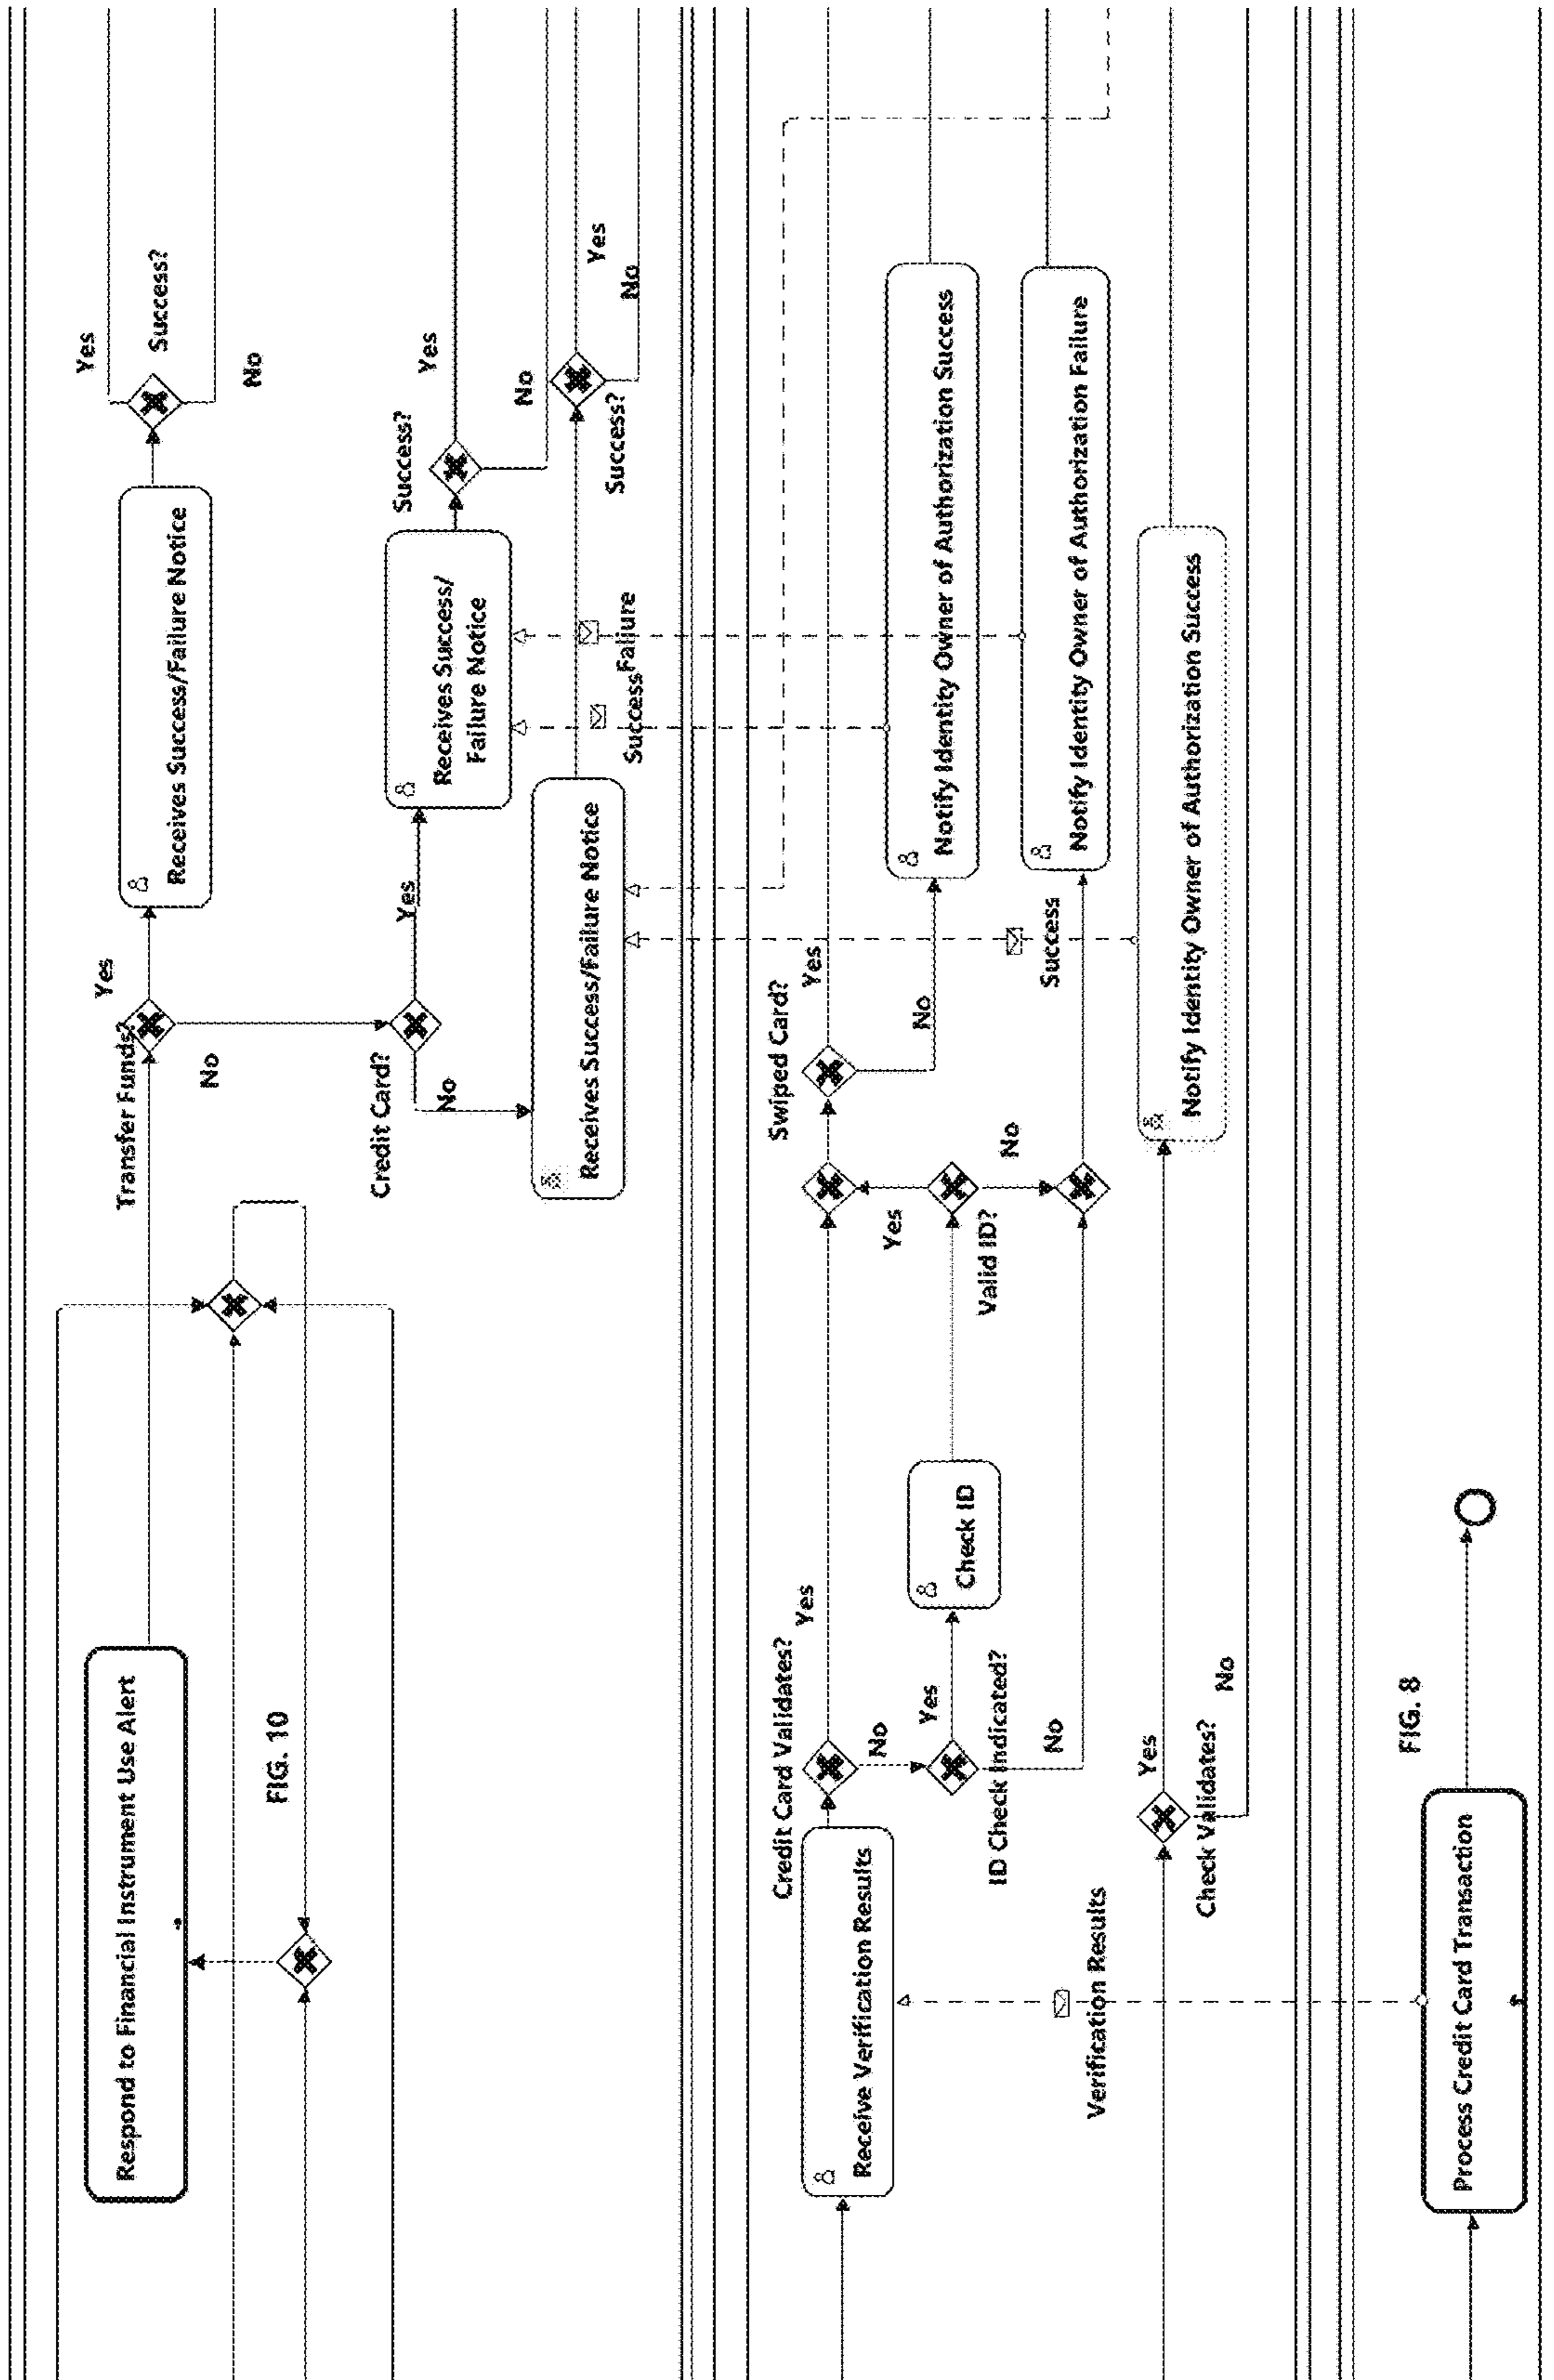 Respond to Financial Instrument Use Alert
FIG. 10
Transfer Funds?
Yes
No
Receives Success/Failure Notice
Success?
Yes
No
Credit Card?
Yes
No
Receives Success/
Failure Notice
Success?
Yes
No
Receives Success/Failure Notice
Success?
Yes
No
Success
Failure
Receive Verification Results
Credit Card Validates?
Yes
No
ID Check Indicated?
Yes
No
Check ID
Valid ID?
Yes
No
Swiped Card?
Yes
No
Notify Identity Owner of Authorization Success
Notify Identity Owner of Authorization Failure
Success
Verification Results
Check Validates?
Yes
No
Notify Identity Owner of Authorization Success
Process Credit Card Transaction
FIG. 8